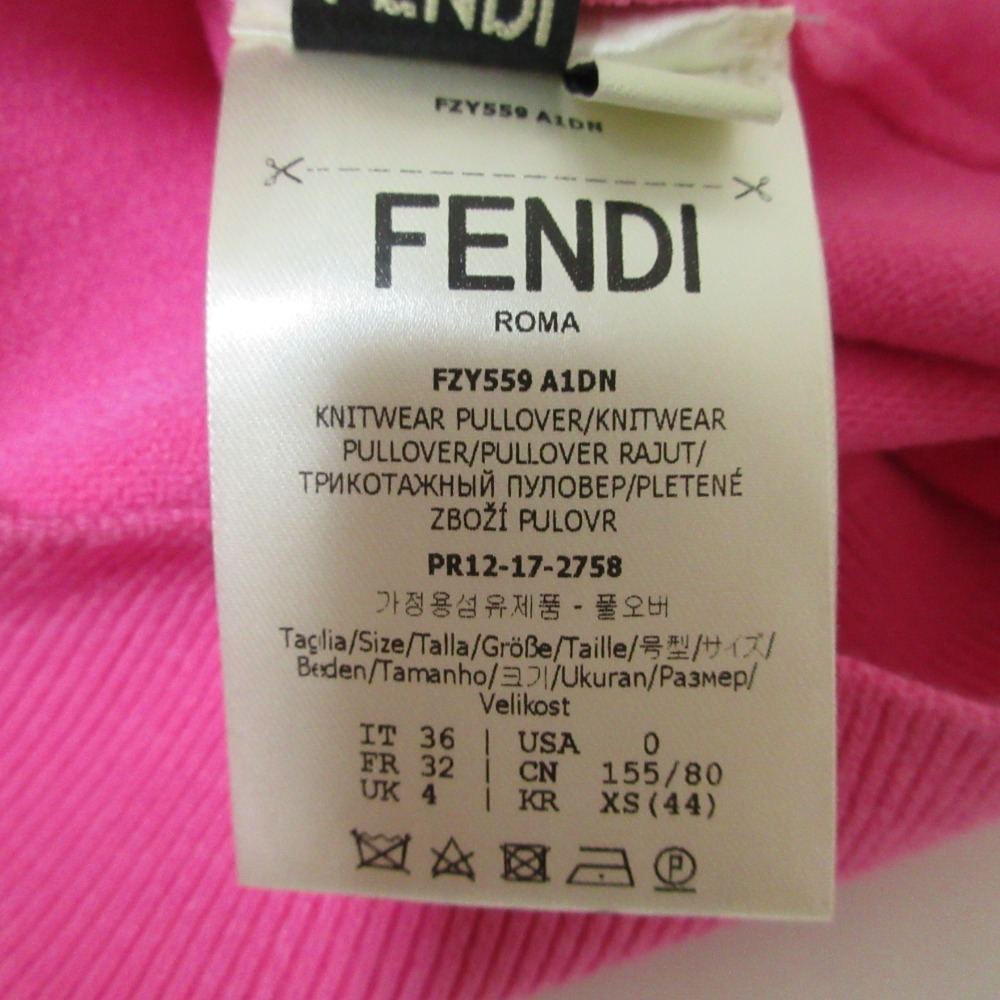 FENDI
FZY559 A1DN
FENDI
ROMA
FZY559 A1DN
KNITWEAR PULLOVER/KNITWEAR
PULLOVER/PULLOVER RAJUT/
ТРИКОТАЖНЫЙ ПУЛОВЕР/PLETENÉ
ZBOŽÍ PULOVR
PR12-17-2758
가정용섬유제품 - 풀오버
Taglia/Size/Talla/Größe/Taille/号型/サイズ/
Beden/Tamanho/크기/Ukuran/Размер/
Velikost
IT 36 | USA 0
FR 32 | CN 155/80
UK 4 | KR XS(44)
P